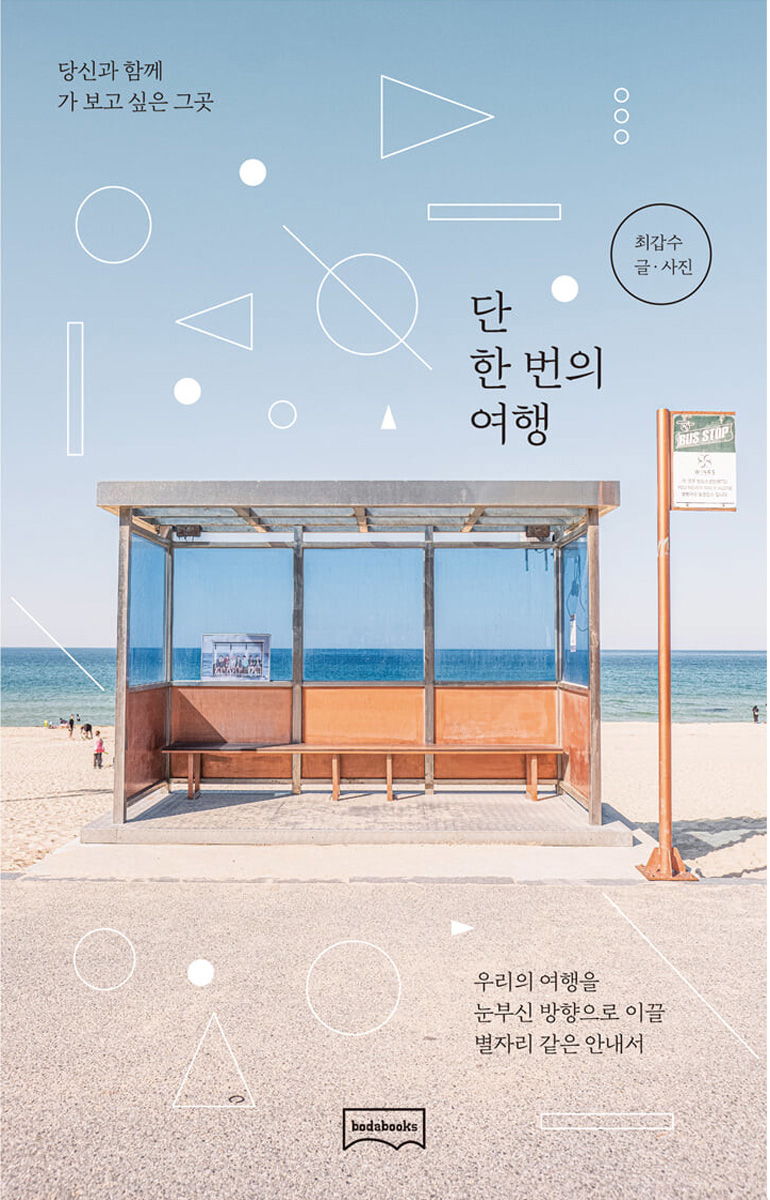 당신과 함께
가 보고 싶은 그곳
최갑수
글·사진
단
한 번의
여행
BUS STOP
우리의 여행을
눈부신 방향으로 이끌
별자리 같은 안내서
bodabooks